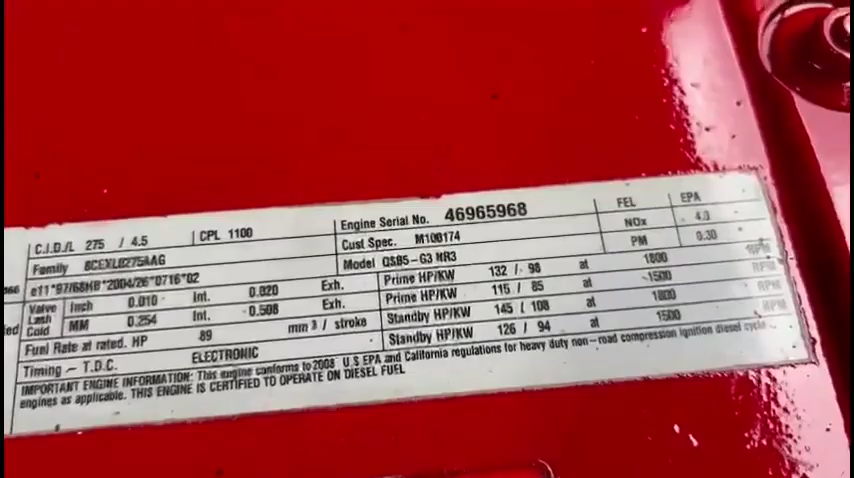 C.I.D./L 275 / 4.5 CPL 1100 Engine Serial No. 46965968 FEL EPA
Family 8CEXL0275AAG Cust Spec. M100174 NOx 4.0
e11*97/68HB*2004/26*0716*02 Model QSB5-G3 NR3 PM 0.30
Valve Lash Cold Inch 0.010 Int. 0.020 Exh. Prime HP/KW 132 / 98 at 1800 RPM
MM 0.254 Int. 0.508 Exh. Prime HP/KW 115 / 85 at 1500 RPM
Fuel Rate at rated. HP 89 mm3 / stroke Standby HP/KW 145 / 108 at 1800 RPM
Timing - T.D.C. ELECTRONIC Standby HP/KW 126 / 94 at 1500 RPM
IMPORTANT ENGINE INFORMATION: This engine conforms to 2008 U S EPA and California regulations for heavy duty non-road compression ignition diesel cycle
engines as applicable. THIS ENGINE IS CERTIFIED TO OPERATE ON DIESEL FUEL